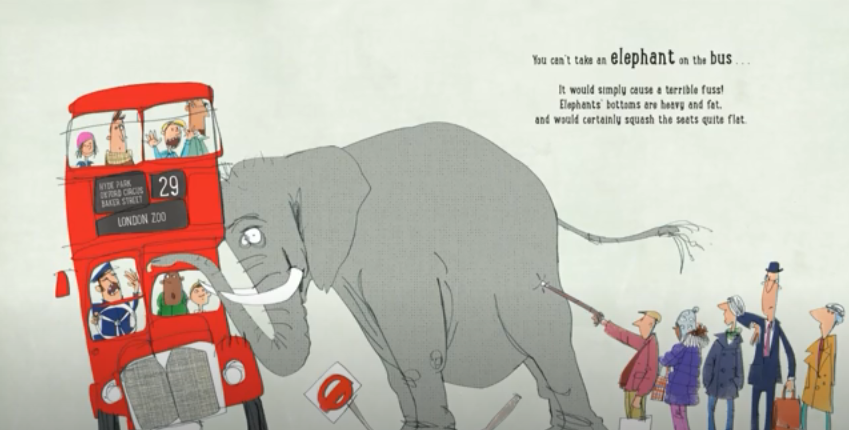 You can't take an elephant on the bus . . .
It would simply cause a terrible fuss!
Elephants' bottoms are heavy and fat,
and would certainly squash the seats quite flat.
HYDE PARK
OXFORD CIRCUS
BAKER STREET
29
LONDON ZOO